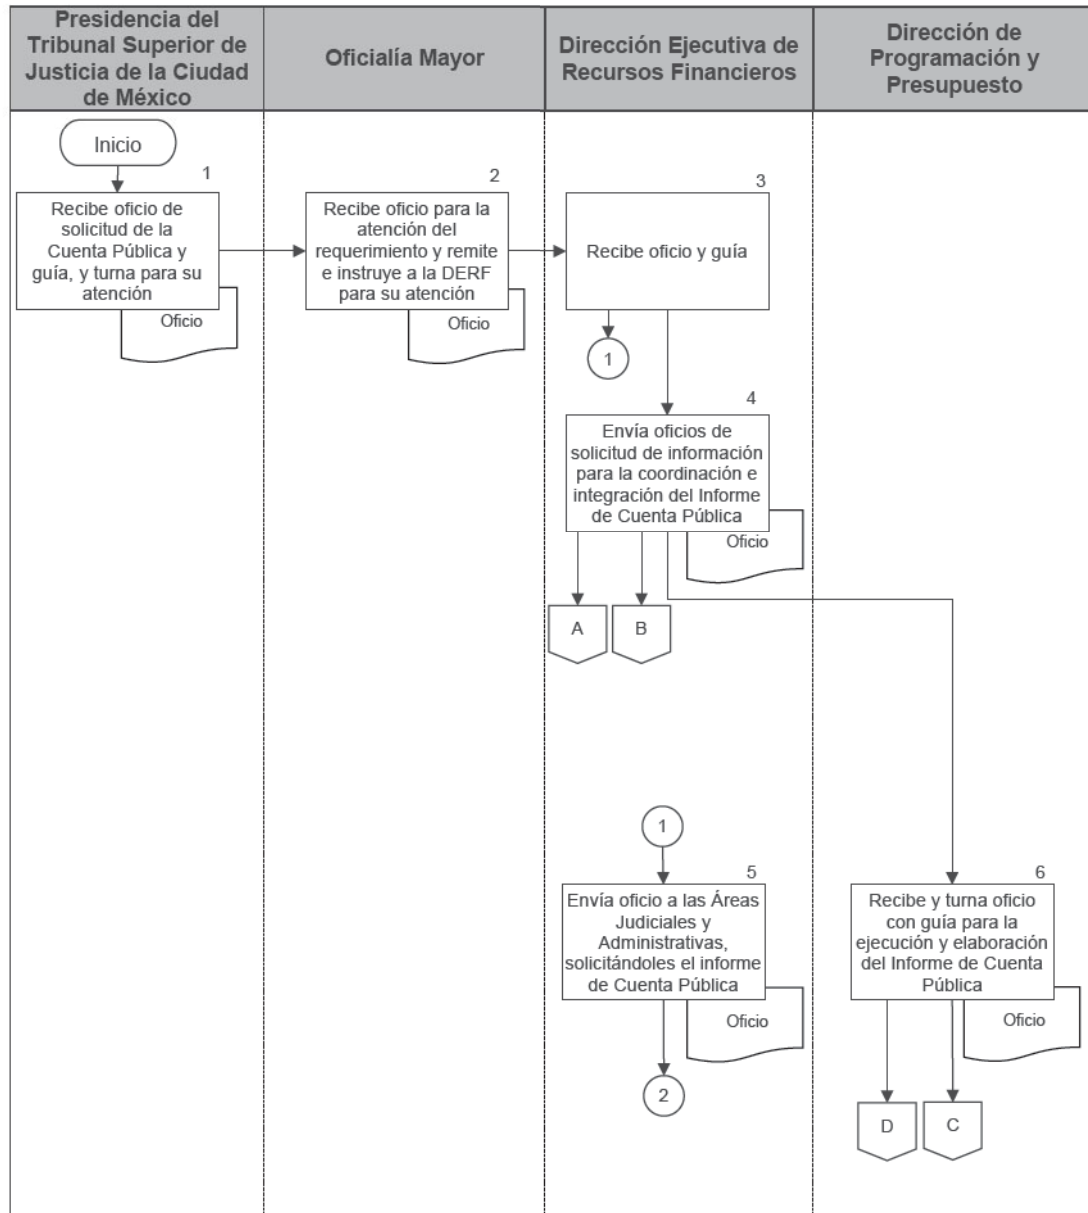 Presidencia del
Tribunal Superior de
Justicia de la Ciudad
de México
Oficialía Mayor
Dirección Ejecutiva de
Recursos Financieros
Dirección de
Programación y
Presupuesto
Inicio
1
Recibe oficio de
solicitud de la
Cuenta Pública y
guía, y turna para su
atención
Oficio
2
Recibe oficio para la
atención del
requerimiento y remite
e instruye a la DERF
para su atención
Oficio
3
Recibe oficio y guía
1
4
Envía oficios de
solicitud de información
para la coordinación e
integración del Informe
de Cuenta Pública
Oficio
A
B
1
5
Envía oficio a las Áreas
Judiciales y
Administrativas,
solicitándoles el informe
de Cuenta Pública
Oficio
2
6
Recibe y turna oficio
con guía para la
ejecución y elaboración
del Informe de Cuenta
Pública
Oficio
D
C